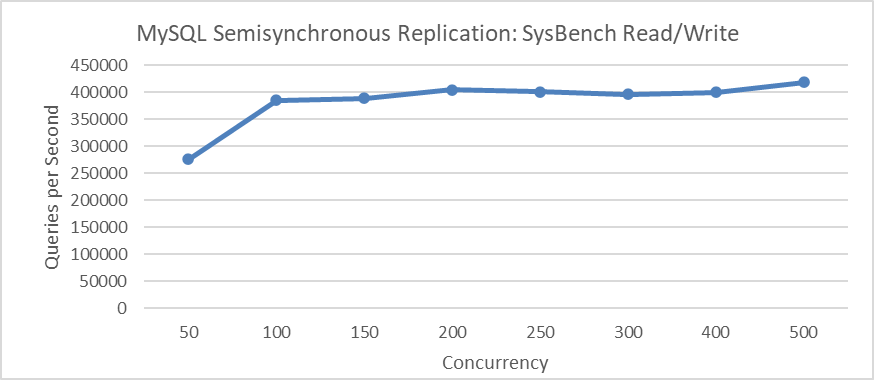 MySQL Semisynchronous Replication: SysBench Read/Write
450000
400000
350000
300000
250000
200000
150000
100000
50000
0
Queries per Second
50 100 150 200 250 300 400 500
Concurrency